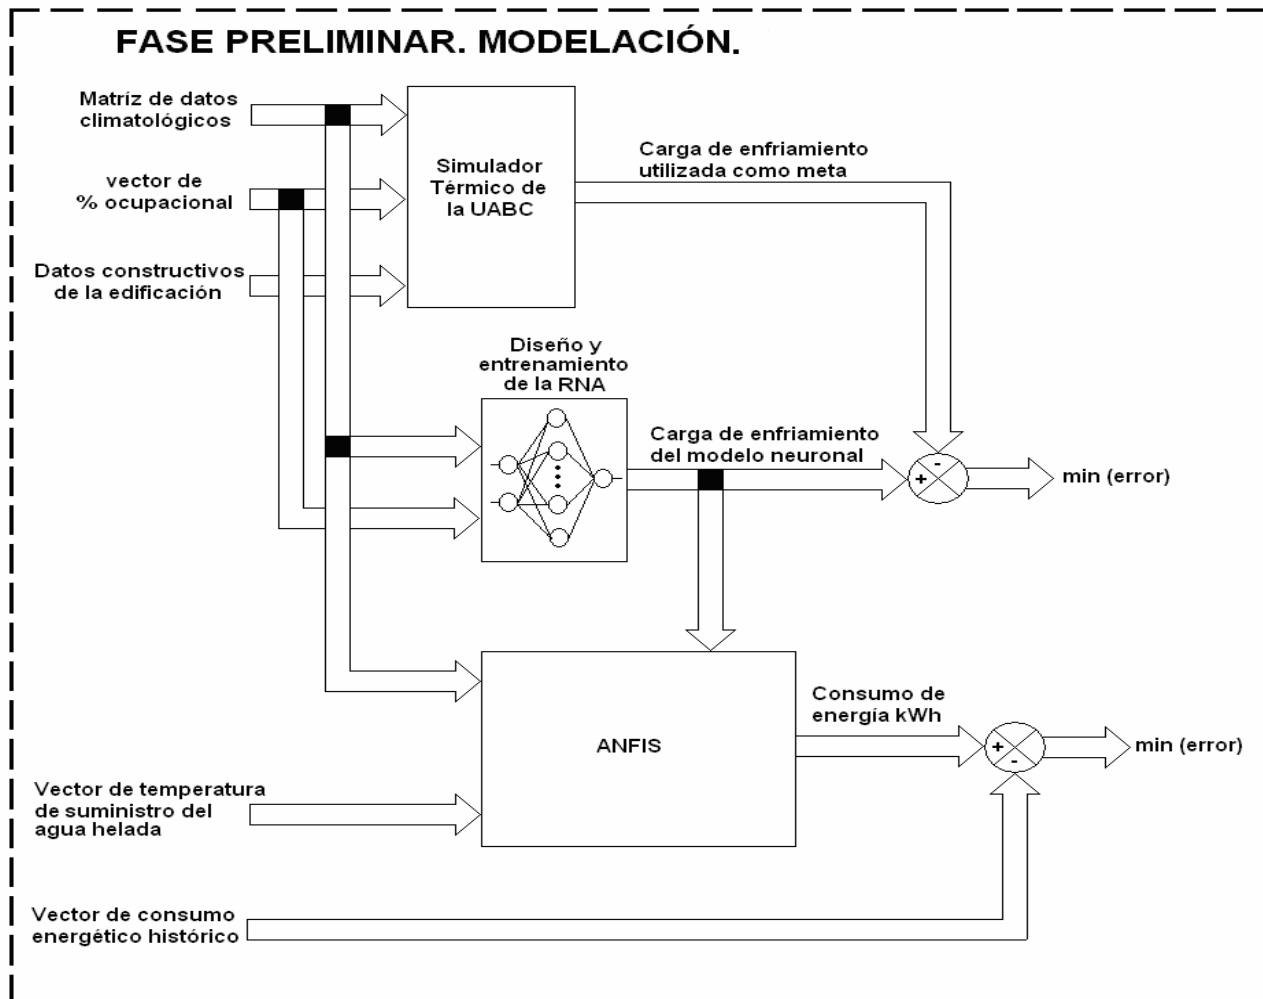 FASE PRELIMINAR. MODELACIÓN.
Matríz de datos
climatológicos
vector de
% ocupacional
Datos constructivos
de la edificación
Simulador
Térmico de
la UABC
Carga de enfriamiento
utilizada como meta
Diseño y
entrenamiento
de la RNA
Carga de enfriamiento
del modelo neuronal
-
+
min (error)
ANFIS
Consumo de
energía kWh
+
-
min (error)
Vector de temperatura
de suministro del
agua helada
Vector de consumo
energético histórico